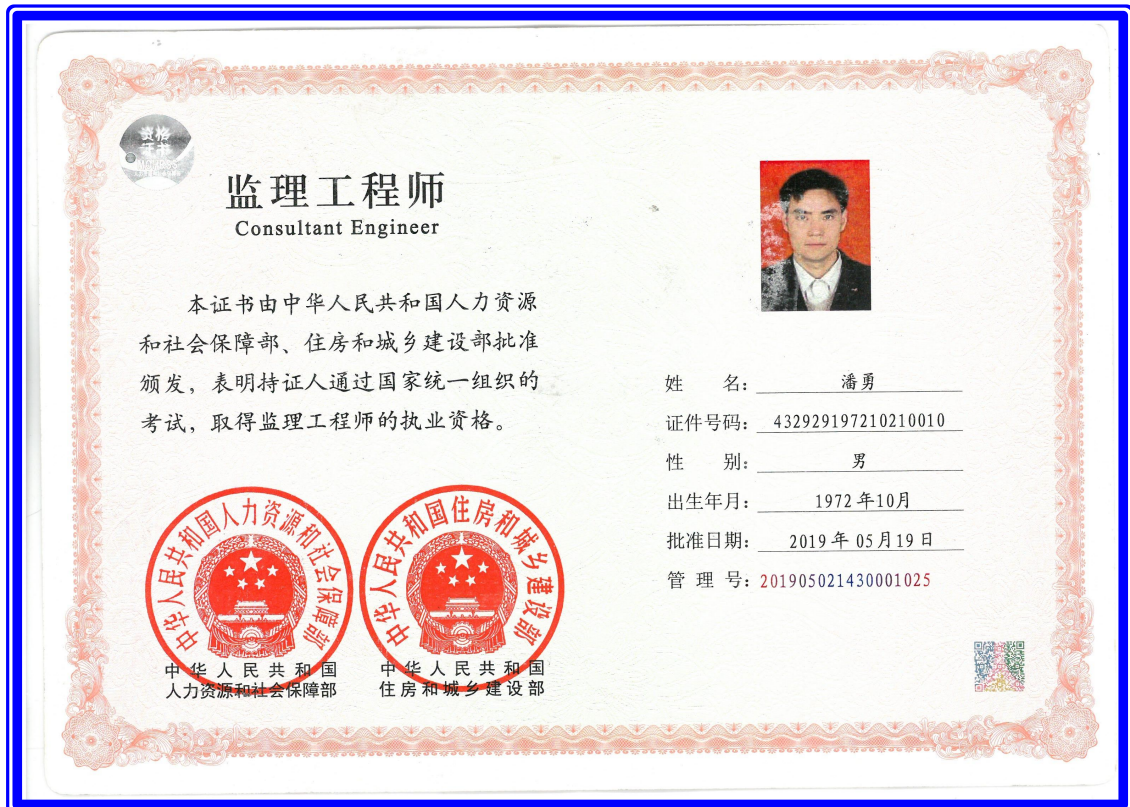 资格
证书
监理工程师
Consultant Engineer
本证书由中华人民共和国人力资源
和社会保障部、住房和城乡建设部批准
颁发，表明持证人通过国家统一组织的
考试，取得监理工程师的执业资格。
中华人民共和国人力资源和社会保障部
中华人民共和国
人力资源和社会保障部
中华人民共和国住房和城乡建设部
中华人民共和国
住房和城乡建设部
姓 名：潘勇
证件号码：432929197210210010
性 别：男
出生年月：1972年10月
批准日期：2019年05月19日
管 理 号：201905021430001025